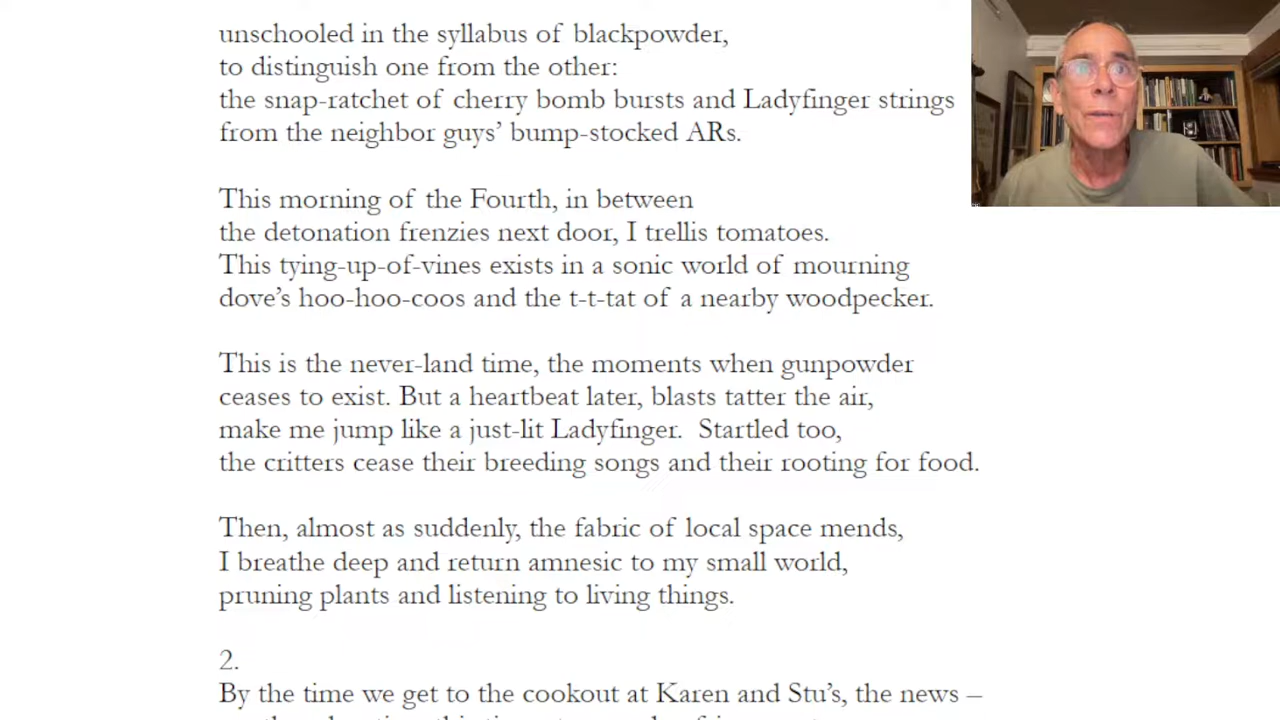 unschooled in the syllabus of blackpowder,
to distinguish one from the other:
the snap-ratchet of cherry bomb bursts and Ladyfinger strings
from the neighbor guys’ bump-stocked ARs.
This morning of the Fourth, in between
the detonation frenzies next door, I trellis tomatoes.
This tying-up-of-vines exists in a sonic world of mourning
dove’s hoo-hoo-coos and the t-t-tat of a nearby woodpecker.
This is the never-land time, the moments when gunpowder
ceases to exist. But a heartbeat later, blasts tatter the air,
make me jump like a just-lit Ladyfinger.  Startled too,
the critters cease their breeding songs and their rooting for food.
Then, almost as suddenly, the fabric of local space mends,
I breathe deep and return amnesic to my small world,
pruning plants and listening to living things.
2.
By the time we get to the cookout at Karen and Stu’s, the news –